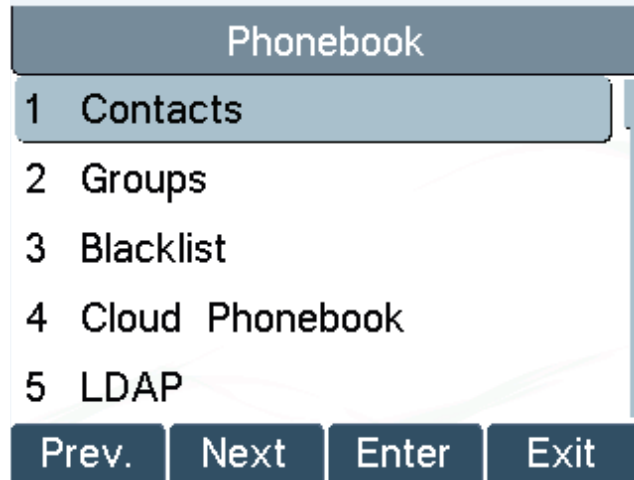 Phonebook
1 Contacts
2 Groups
3 Blacklist
4 Cloud Phonebook
5 LDAP
Prev. Next Enter Exit